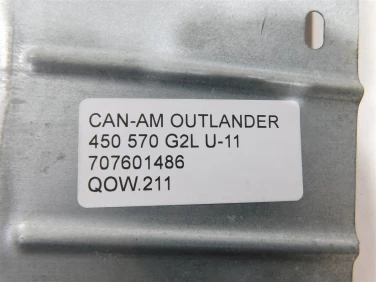 CAN-AM OUTLANDER
450 570 G2L U-11
707601486
QOW.211